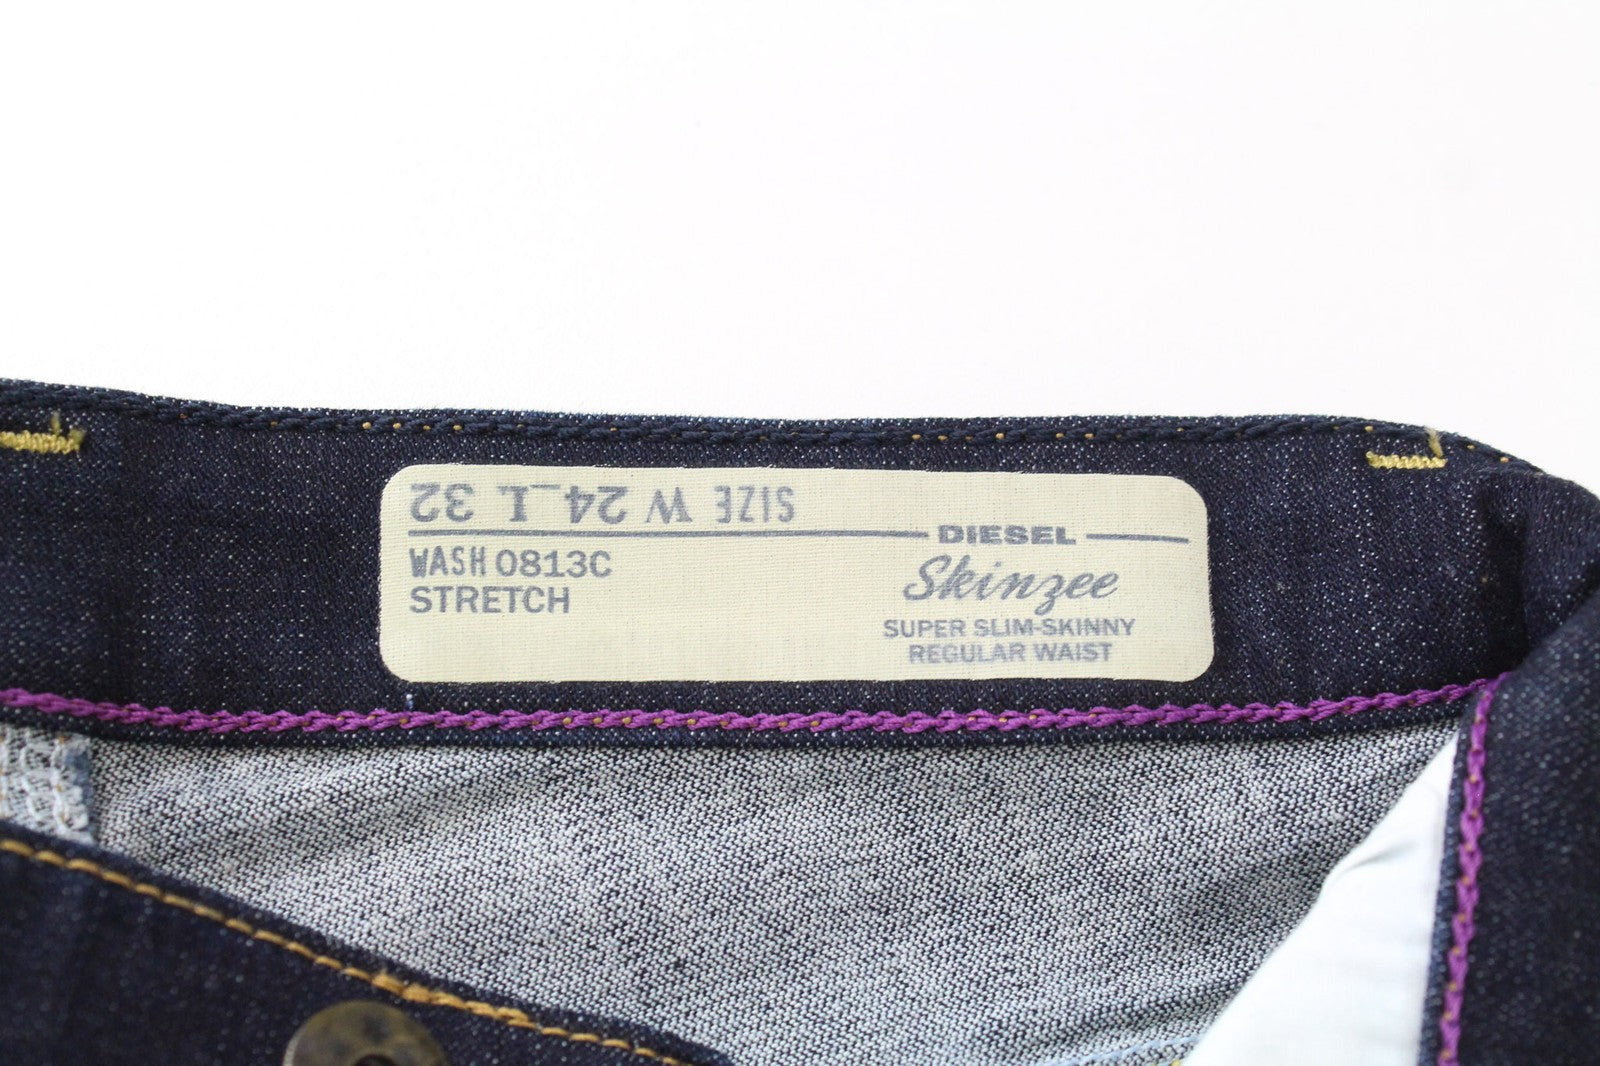 SIZE W 24_L 32
DIESEL
WASH 0813C
STRETCH
Skinzee
SUPER SLIM-SKINNY
REGULAR WAIST